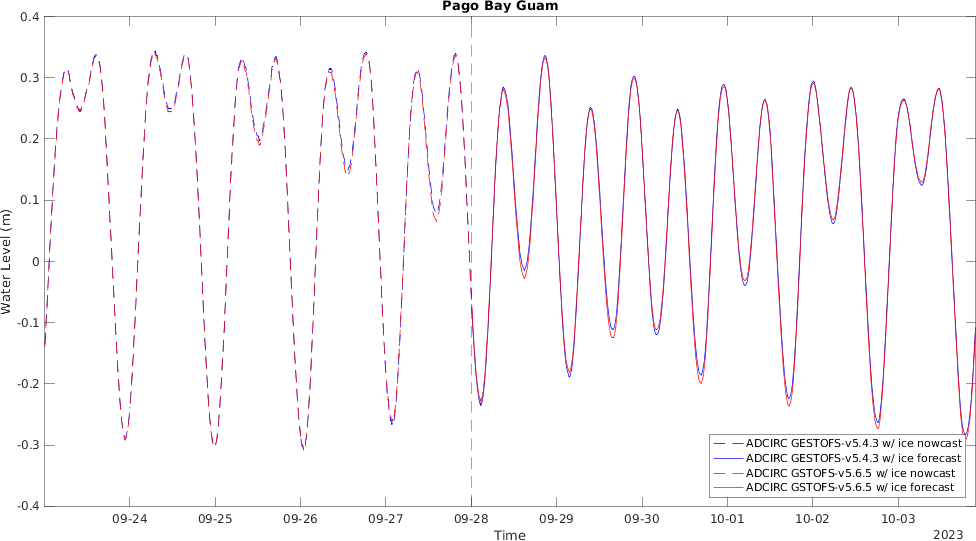 Pago Bay Guam
0.4
0.3
0.2
0.1
0
-0.1
-0.2
-0.3
-0.4
Water Level (m)
ADCIRC GESTOFS-v5.4.3 w/ ice nowcast
ADCIRC GESTOFS-v5.4.3 w/ ice forecast
ADCIRC GSTOFS-v5.6.5 w/ ice nowcast
ADCIRC GSTOFS-v5.6.5 w/ ice forecast
09-24 09-25 09-26 09-27 09-28 09-29 09-30 10-01 10-02 10-03
Time
2023